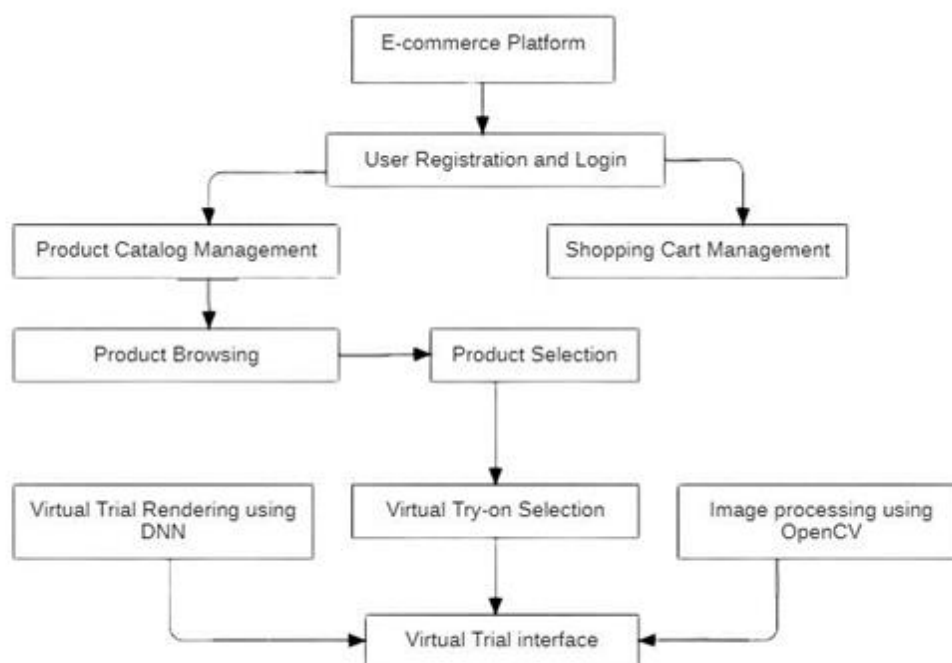 E-commerce Platform
User Registration and Login
Product Catalog Management
Shopping Cart Management
Product Browsing
Product Selection
Virtual Trial Rendering using
DNN
Virtual Try-on Selection
Image processing using
OpenCV
Virtual Trial interface